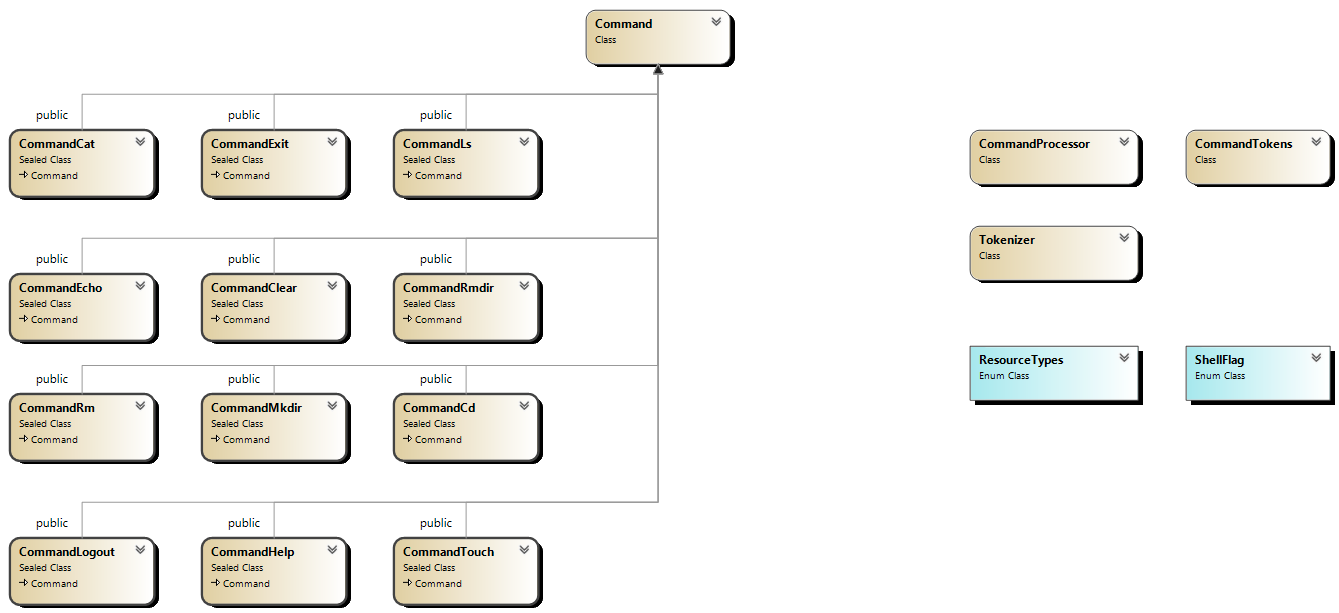 Command
Class
public
public
public
CommandCat
Sealed Class
Command
CommandExit
Sealed Class
Command
CommandLs
Sealed Class
Command
CommandProcessor
Class
CommandTokens
Class
Tokenizer
Class
public
public
public
CommandEcho
Sealed Class
Command
CommandClear
Sealed Class
Command
CommandRmdir
Sealed Class
Command
ResourceTypes
Enum Class
ShellFlag
Enum Class
public
public
public
CommandRm
Sealed Class
Command
CommandMkdir
Sealed Class
Command
CommandCd
Sealed Class
Command
public
public
public
CommandLogout
Sealed Class
Command
CommandHelp
Sealed Class
Command
CommandTouch
Sealed Class
Command